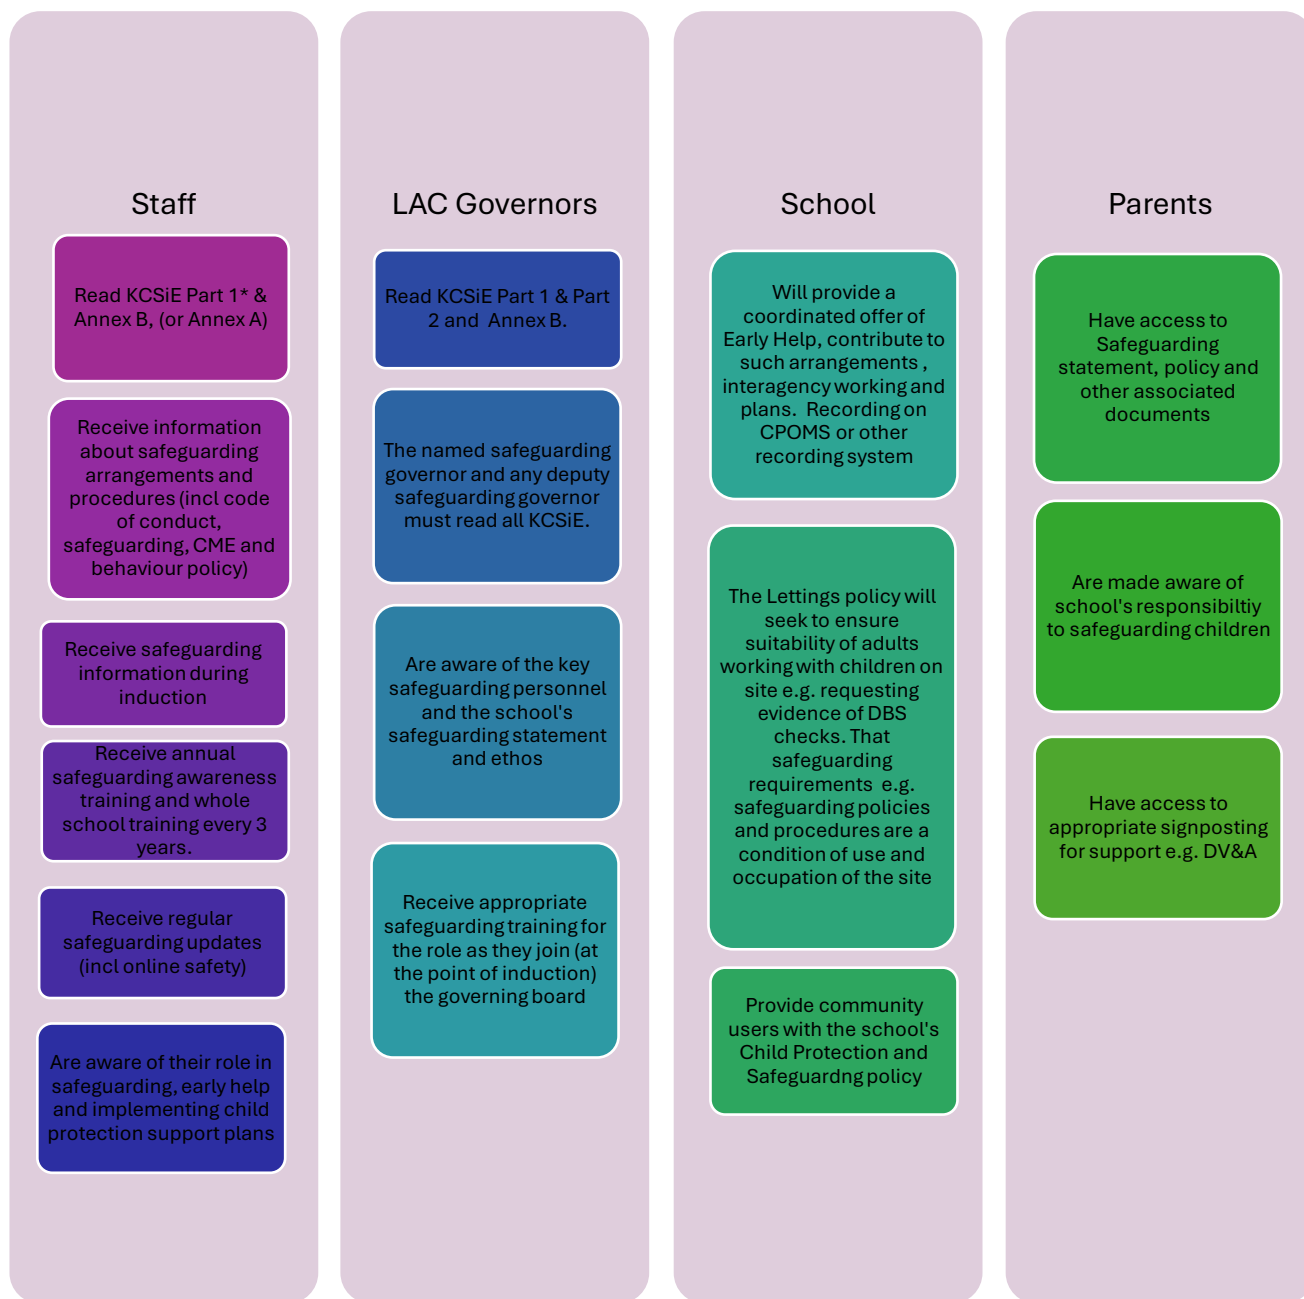 Staff
Read KCSiE Part 1* &
Annex B, (or Annex A)
Receive information
about safeguarding
arrangements and
procedures (incl code
of conduct,
safeguarding, CME and
behaviour policy)
Receive safeguarding
information during
induction
Receive annual
safeguarding awareness
training and whole
school training every 3
years.
Receive regular
safeguarding updates
(incl online safety)
Are aware of their role in
safeguarding, early help
and implementing child
protection support plans
LAC Governors
Read KCSiE Part 1 & Part
2 and Annex B.
The named safeguarding
governor and any deputy
safeguarding governor
must read all KCSiE.
Are aware of the key
safeguarding personnel
and the school's
safeguarding statement
and ethos
Receive appropriate
safeguarding training for
the role as they join (at
the point of induction)
the governing board
School
Will provide a
coordinated offer of
Early Help, contribute to
such arrangements ,
interagency working and
plans. Recording on
CPOMS or other
recording system
The Lettings policy will
seek to ensure
suitability of adults
working with children on
site e.g. requesting
evidence of DBS
checks. That
safeguarding
requirements e.g.
safeguarding policies
and procedures are a
condition of use and
occupation of the site
Provide community
users with the school's
Child Protection and
Safeguardng policy
Parents
Have access to
Safeguarding
statement, policy and
other associated
documents
Are made aware of
school's responsibiltiy
to safeguarding children
Have access to
appropriate signposting
for support e.g. DV&A